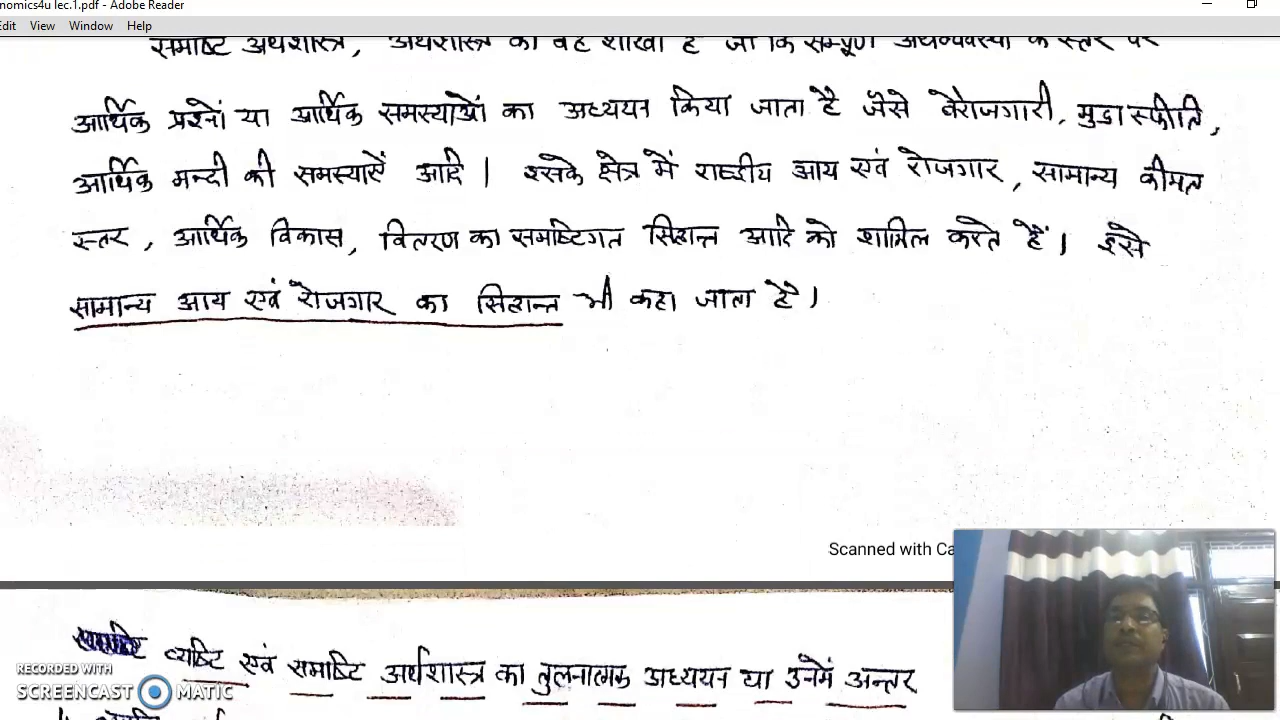 nomics4u lec.1.pdf - Adobe Reader
Edit View Window Help
समष्टि अर्थशास्त्र, अर्थशास्त्र की वह शाखा है जो कि सम्पूर्ण अर्थव्यवस्था के स्तर पर
आर्थिक प्रश्नों या आर्थिक समस्याओं का अध्ययन किया जाता है जैसे बेरोजगारी, मुद्रा स्फीति,
आर्थिक मन्दी की समस्याऐं आदि। इसके क्षेत्र में राष्ट्रीय आय एवं रोजगार, सामान्य कीमत
स्तर, आर्थिक विकास, वितरण का समष्टिगत सिद्धान्त आदि को शामिल करते हैं। इसे
सामान्य आय एवं रोजगार का सिद्धान्त भी कहा जाता है।
Scanned with Ca
व्यष्टि एवं समष्टि अर्थशास्त्र का तुलनात्मक अध्ययन या उनमें अन्तर
RECORDED WITH
SCREENCAST MATIC